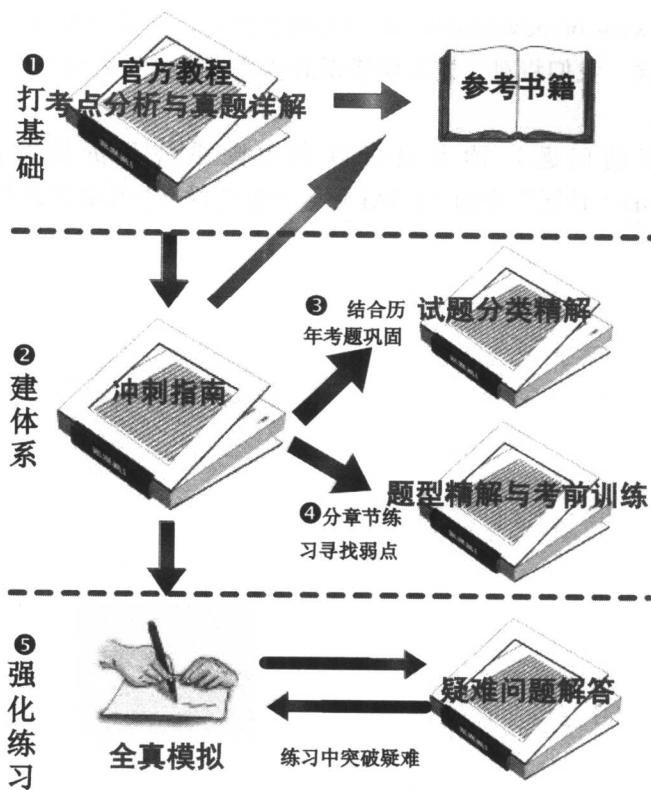 ❶
打基础
官方教程
考点分析与真题详解
参考书籍
❷
建体系
冲刺指南
❸ 结合历
年考题巩固
试题分类精解
❹分章节练
习寻找弱点
题型精解与考前训练
❺
强化练习
全真模拟
练习中突破疑难
疑难问题解答